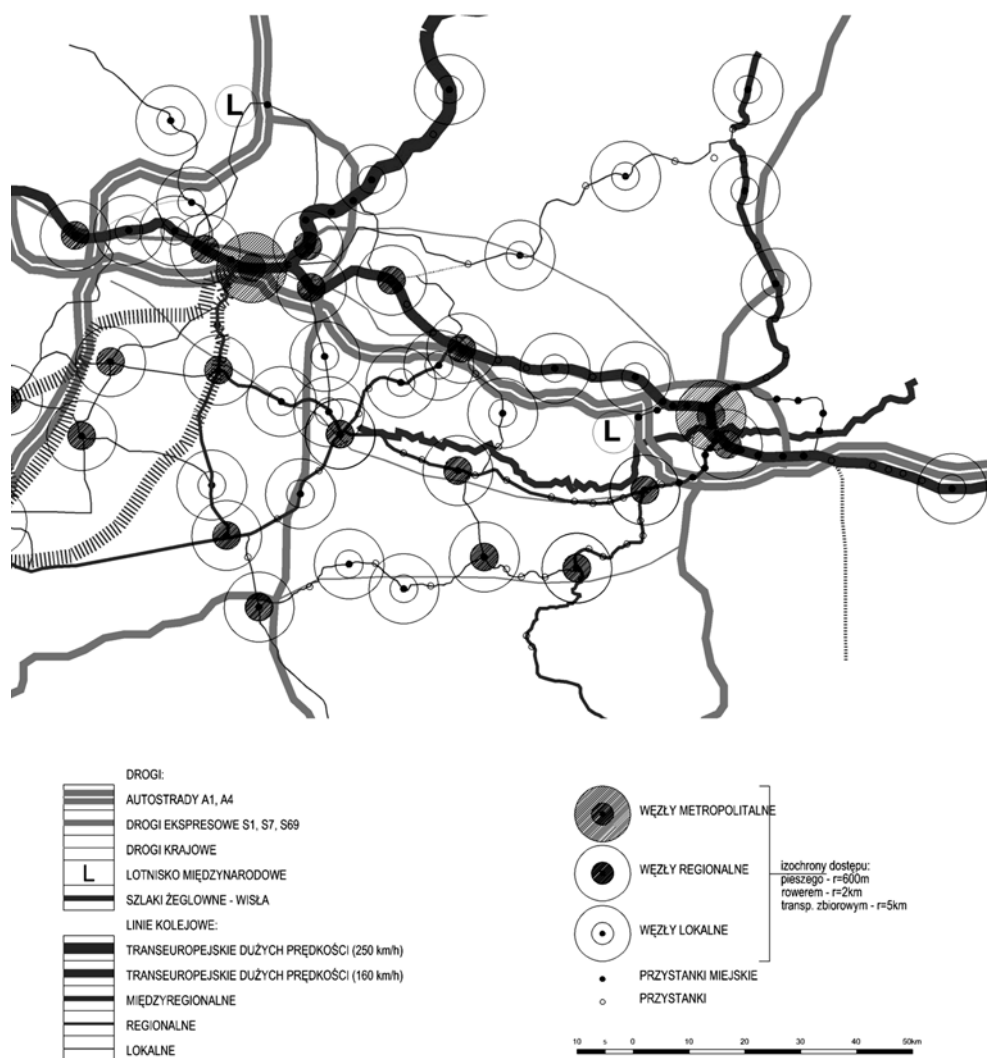 L
L
DROGI:
AUTOSTRADY A1, A4
DROGI EKSPRESOWE S1, S7, S69
DROGI KRAJOWE
L LOTNISKO MIĘDZYNARODOWE
SZLAKI ŻEGLOWNE - WISŁA
LINIE KOLEJOWE:
TRANSEUROPEJSKIE DUŻYCH PRĘDKOŚCI (250 km/h)
TRANSEUROPEJSKIE DUŻYCH PRĘDKOŚCI (160 km/h)
MIĘDZYREGIONALNE
REGIONALNE
LOKALNE
WĘZŁY METROPOLITALNE
WĘZŁY REGIONALNE
WĘZŁY LOKALNE
izochrony dostępu:
pieszego - r=600m
rowerem - r=2km
transp. zbiorowym - r=5km
PRZYSTANKI MIEJSKIE
PRZYSTANKI
10 s 0 10 20 30 40 50km